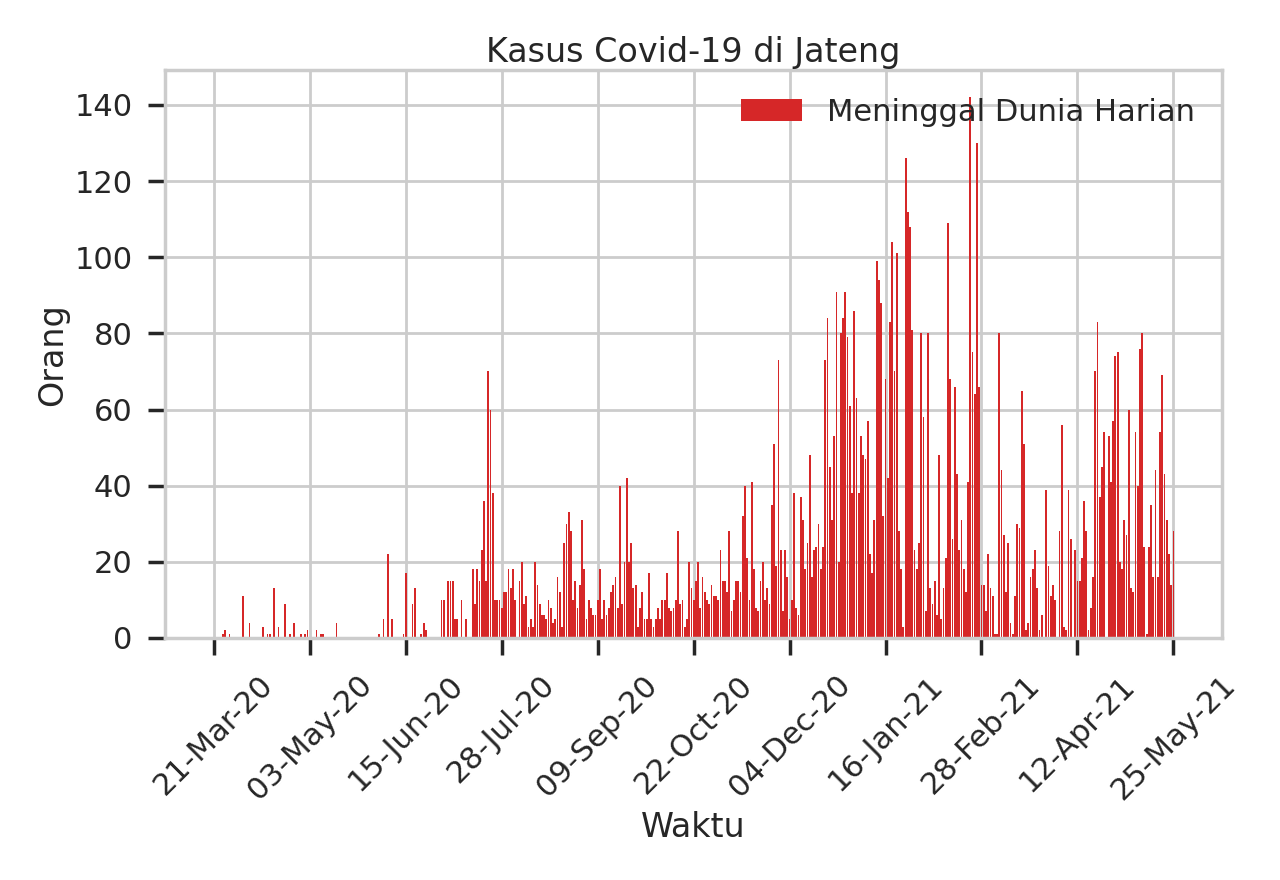 Kasus Covid-19 di Jateng
Meninggal Dunia Harian
Orang
140
120
100
80
60
40
20
0
21-Mar-20
03-May-20
15-Jun-20
28-Jul-20
09-Sep-20
22-Oct-20
04-Dec-20
16-Jan-21
28-Feb-21
12-Apr-21
25-May-21
Waktu